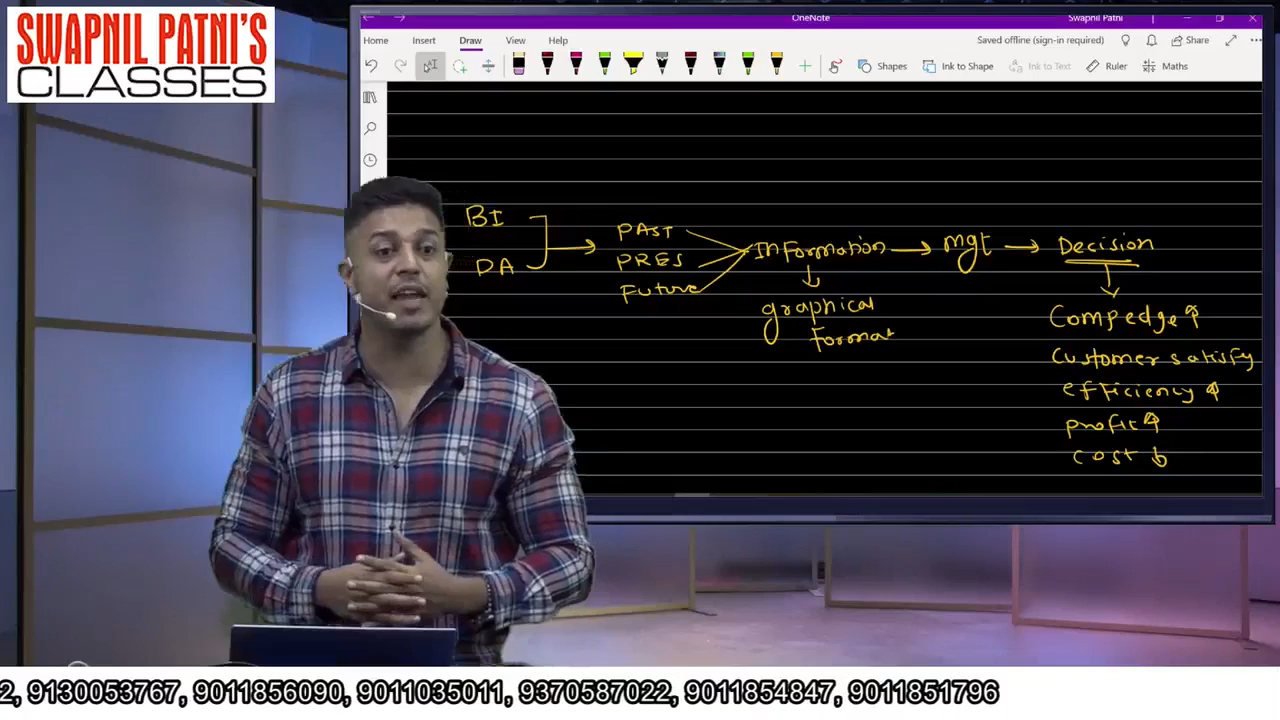 SWAPNIL PATNI'S
CLASSES
OneNote
Swapnil Patni
Home Insert Draw View Help
Saved offline (sign-in required)
Share
Shapes Ink to Shape Ink to Text Ruler Maths
BI
DA
PAST
PRES
Future
Information
graphical
format
mgt
Decision
Comp edge ↑
Customer satisfy
efficiency ↑
profit ↑
cost ↓
2, 9130053767, 9011856090, 9011035011, 9370587022, 9011854847, 9011851796